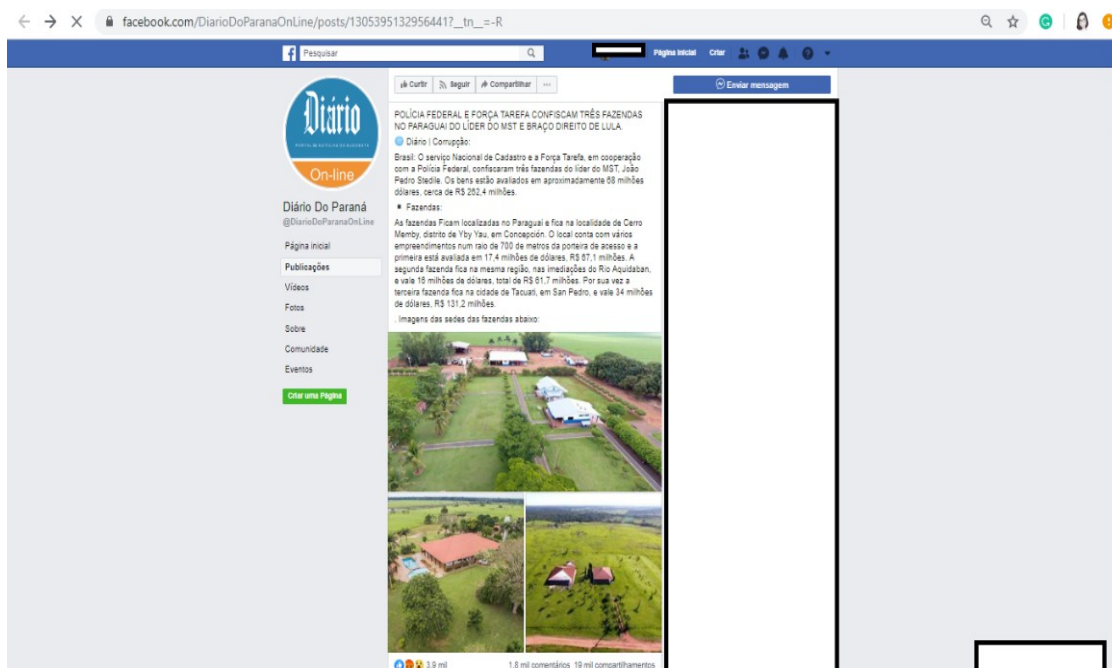 facebook.com/DiarioDoParanaOnLine/posts/130539513295644​1?__tn__=-R
Pesquisar
Página inicial
Criar
Diário
On-line
Diário Do Paraná
@DiarioDoParanaOnLine
Página inicial
Publicações
Vídeos
Fotos
Sobre
Comunidade
Eventos
Criar uma Página
Curtir
Seguir
Compartilhar
Enviar mensagem
POLÍCIA FEDERAL E FORÇA TAREFA CONFISCAM TRÊS FAZENDAS
NO PARAGUAI DO LÍDER DO MST E BRAÇO DIREITO DE LULA.
Diário | Corrupção:
Brasil: O serviço Nacional de Cadastro e a Força Tarefa, em cooperação
com a Polícia Federal, confiscaram três fazendas do líder do MST, João
Pedro Stedile. Os bens estão avaliados em aproximadamente 68 milhões
dólares, cerca de R$ 262,4 milhões.
Fazendas:
As fazendas Ficam localizadas no Paraguai e fica na localidade de Cerro
Memby, distrito de Yby Yau, em Concepción. O local conta com vários
empreendimentos num raio de 700 de metros da porteira de acesso e a
primeira está avaliada em 17,4 milhões de dólares, R$ 67,1 milhões. A
segunda fazenda fica na mesma região, nas imediações do Rio Aquidaban,
e vale 16 milhões de dólares, total de R$ 61,7 milhões. Por sua vez a
terceira fazenda fica na cidade de Tacuati, em San Pedro, e vale 34 milhões
de dólares, R$ 131,2 milhões.
. Imagens das sedes das fazendas abaixo:
3,9 mil
1,8 mil comentários 19 mil compartilhamentos